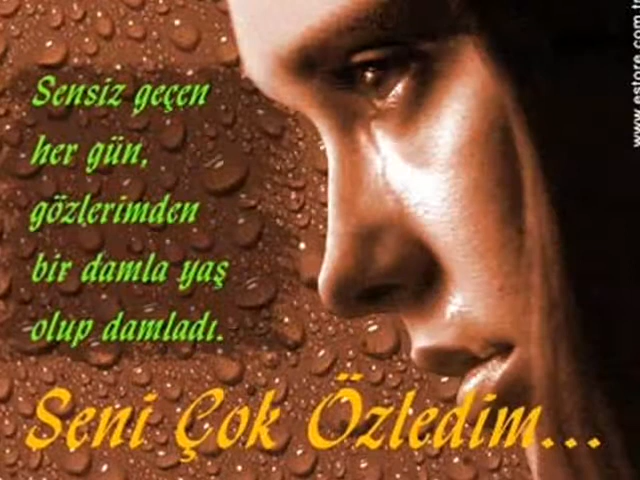 Sensiz geçen
her gün,
gözlerimden
bir damla yaş
olup damladı.
Seni Çok Özledim...